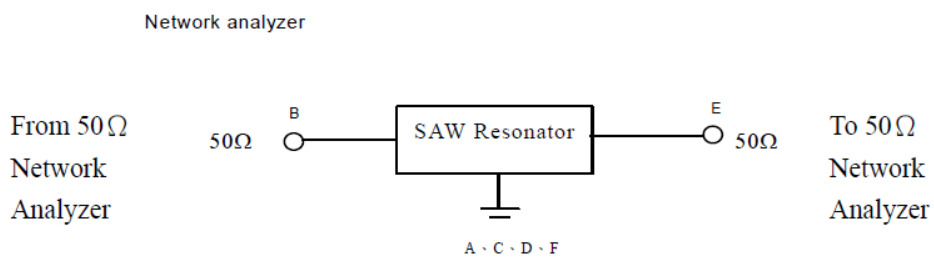 Network analyzer
From 50Ω
Network
Analyzer
50Ω
B
SAW Resonator
E
50Ω
To 50Ω
Network
Analyzer
A、C、D、F